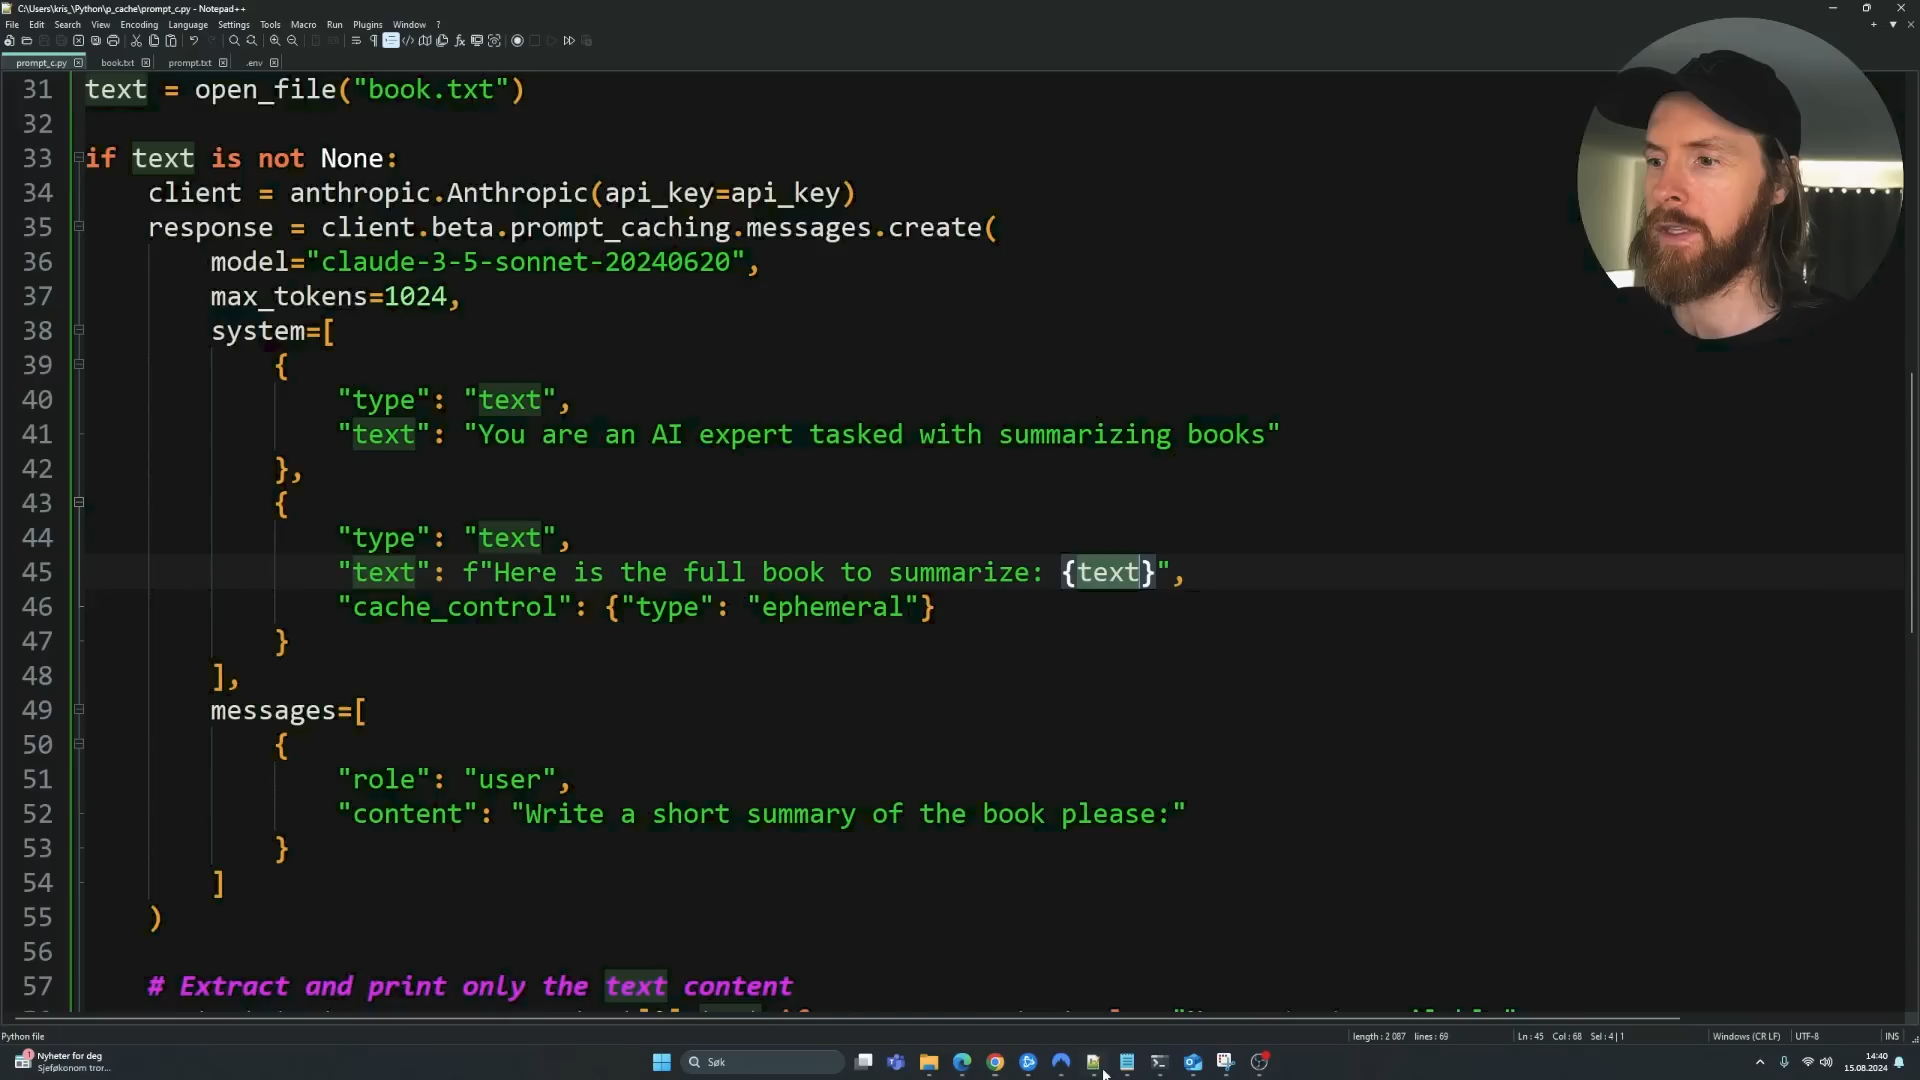 C:\Users\kris_\Python\p_cache\prompt_c.py - Notepad++
File Edit Search View Encoding Language Settings Tools Macro Run Plugins Window ?
prompt_c.py book.txt prompt.txt .env
31 text = open_file("book.txt")
32
33 if text is not None:
34 client = anthropic.Anthropic(api_key=api_key)
35 response = client.beta.prompt_caching.messages.create(
36 model="claude-3-5-sonnet-20240620",
37 max_tokens=1024,
38 system=[
39 {
40 "type": "text",
41 "text": "You are an AI expert tasked with summarizing books"
42 },
43 {
44 "type": "text",
45 "text": f"Here is the full book to summarize: {text}",
46 "cache_control": {"type": "ephemeral"}
47 }
48 ],
49 messages=[
50 {
51 "role": "user",
52 "content": "Write a short summary of the book please:"
53 }
54 ]
55 )
56
57 # Extract and print only the text content
Python file length : 2 087 lines : 69 Ln : 45 Col : 68 Sel : 4 | 1 Windows (CR LF) UTF-8 INS
Nyheter for deg
Sjeføkonom tror...
Søk
14:40
15.08.2024